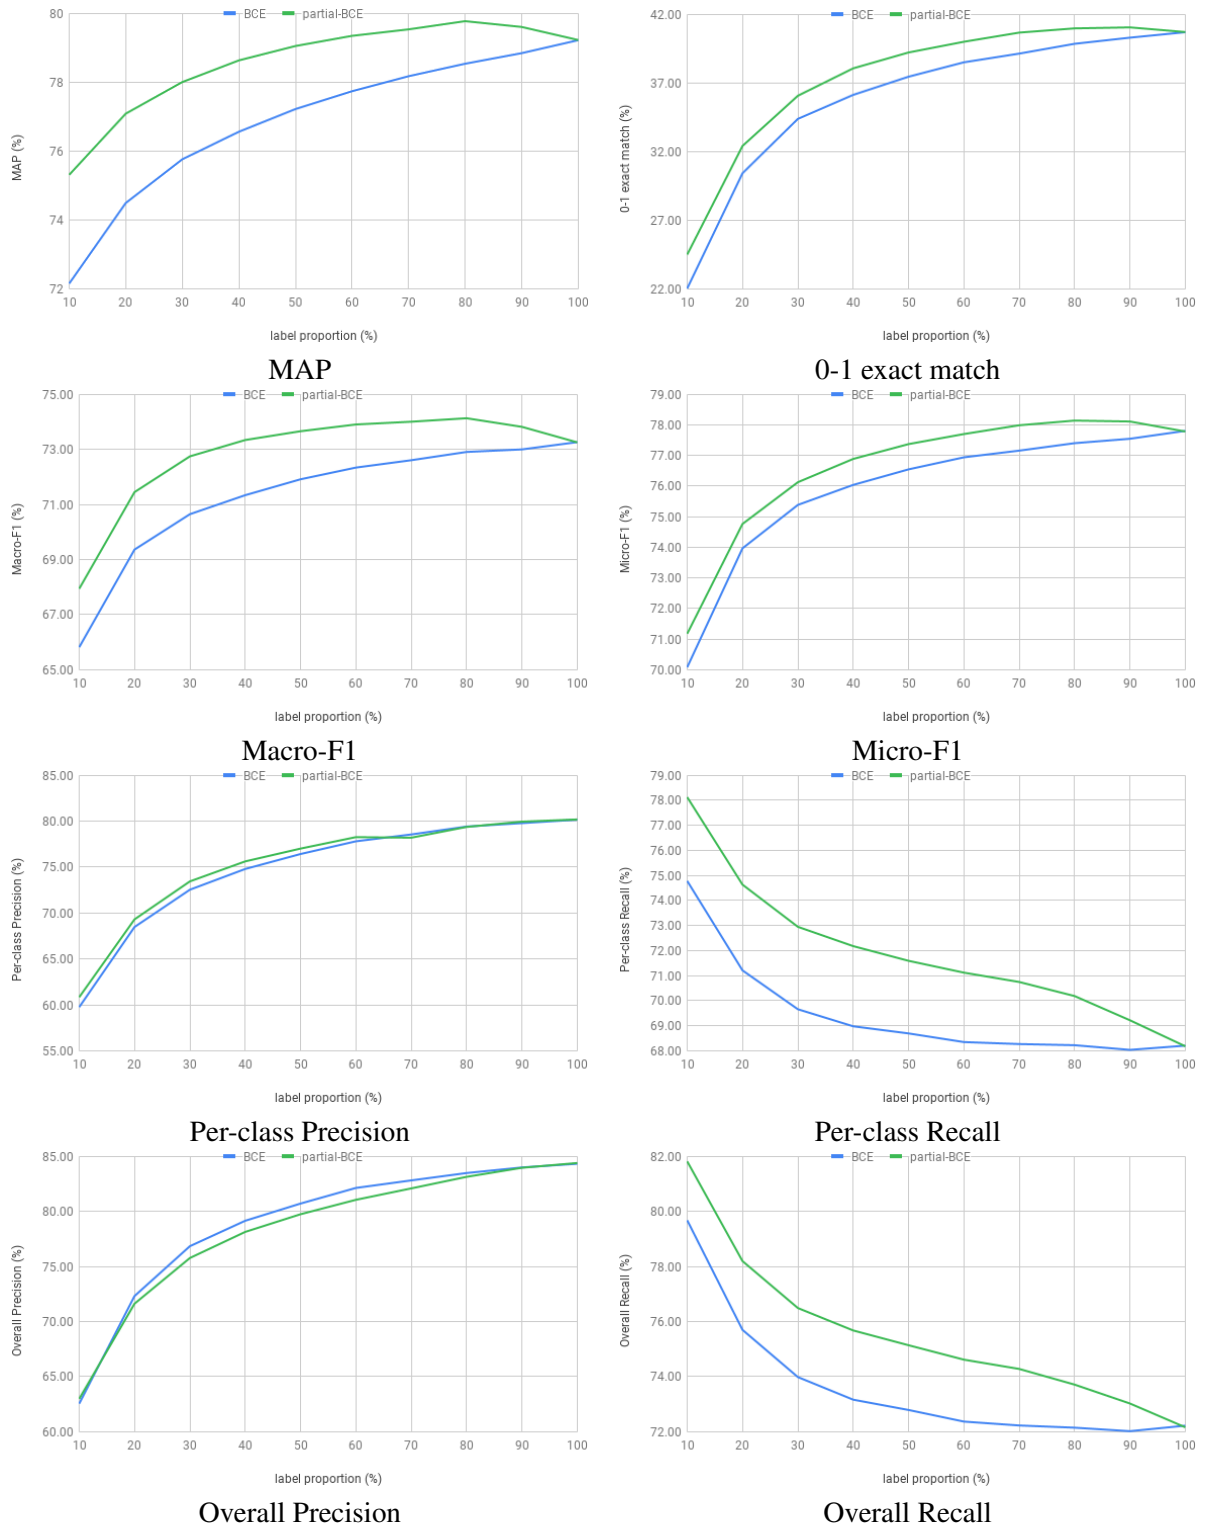 BCE partial-BCE
80
78
76
74
72
MAP (%)
10 20 30 40 50 60 70 80 90 100
label proportion (%)
MAP
BCE partial-BCE
42.00
37.00
32.00
27.00
22.00
0-1 exact match (%)
10 20 30 40 50 60 70 80 90 100
label proportion (%)
0-1 exact match
BCE partial-BCE
75.00
73.00
71.00
69.00
67.00
65.00
Macro-F1 (%)
10 20 30 40 50 60 70 80 90 100
label proportion (%)
Macro-F1
BCE partial-BCE
79.00
78.00
77.00
76.00
75.00
74.00
73.00
72.00
71.00
70.00
Micro-F1 (%)
10 20 30 40 50 60 70 80 90 100
label proportion (%)
Micro-F1
BCE partial-BCE
85.00
80.00
75.00
70.00
65.00
60.00
55.00
Per-class Precision (%)
10 20 30 40 50 60 70 80 90 100
label proportion (%)
Per-class Precision
BCE partial-BCE
79.00
78.00
77.00
76.00
75.00
74.00
73.00
72.00
71.00
70.00
69.00
68.00
Per-class Recall (%)
10 20 30 40 50 60 70 80 90 100
label proportion (%)
Per-class Recall
BCE partial-BCE
85.00
80.00
75.00
70.00
65.00
60.00
Overall Precision (%)
10 20 30 40 50 60 70 80 90 100
label proportion (%)
Overall Precision
BCE partial-BCE
82.00
80.00
78.00
76.00
74.00
72.00
Overall Recall (%)
10 20 30 40 50 60 70 80 90 100
label proportion (%)
Overall Recall